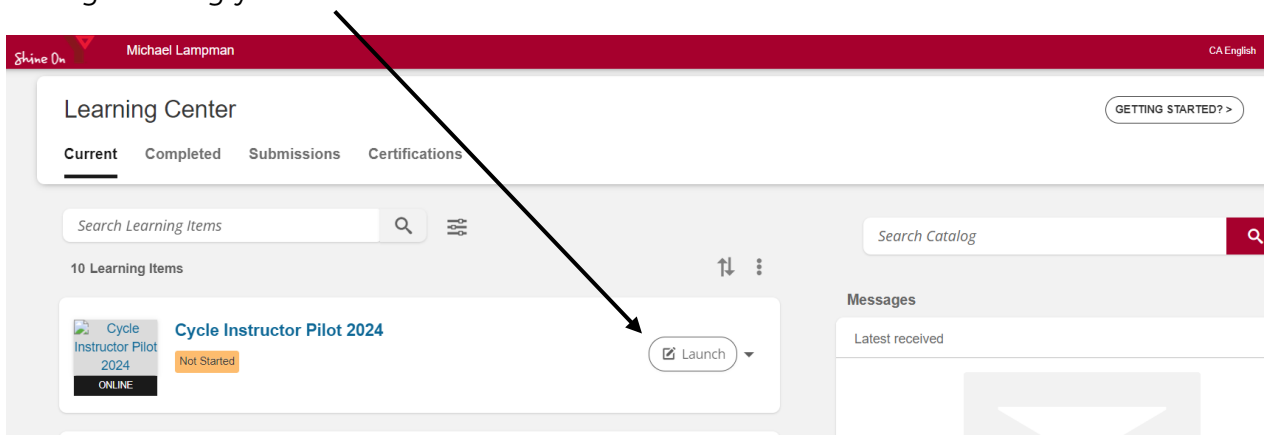 Shine On
Michael Lampman
CA English
Learning Center
GETTING STARTED? >
Current Completed Submissions Certifications
Search Learning Items
Search Catalog
10 Learning Items
Messages
Cycle Instructor Pilot 2024
Cycle Instructor Pilot 2024
Not Started
Launch
Latest received
ONLINE